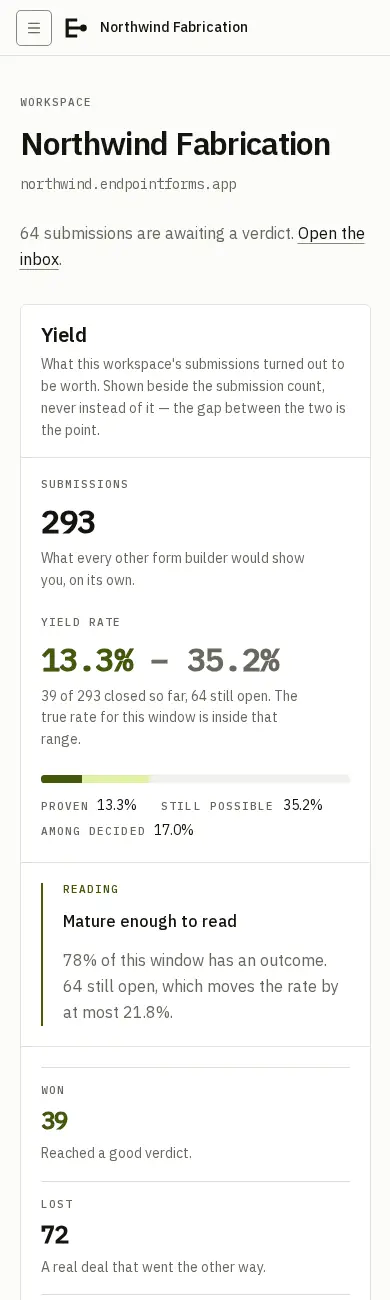 Northwind Fabrication
WORKSPACE
Northwind Fabrication
northwind.endpointforms.app
64 submissions are awaiting a verdict. Open the
inbox.
Yield
What this workspace's submissions turned out to
be worth. Shown beside the submission count,
never instead of it — the gap between the two is
the point.
SUBMISSIONS
293
What every other form builder would show
you, on its own.
YIELD RATE
13.3% – 35.2%
39 of 293 closed so far, 64 still open. The
true rate for this window is inside that
range.
PROVEN 13.3% STILL POSSIBLE 35.2%
AMONG DECIDED 17.0%
READING
Mature enough to read
78% of this window has an outcome.
64 still open, which moves the rate by
at most 21.8%.
WON
39
Reached a good verdict.
LOST
72
A real deal that went the other way.